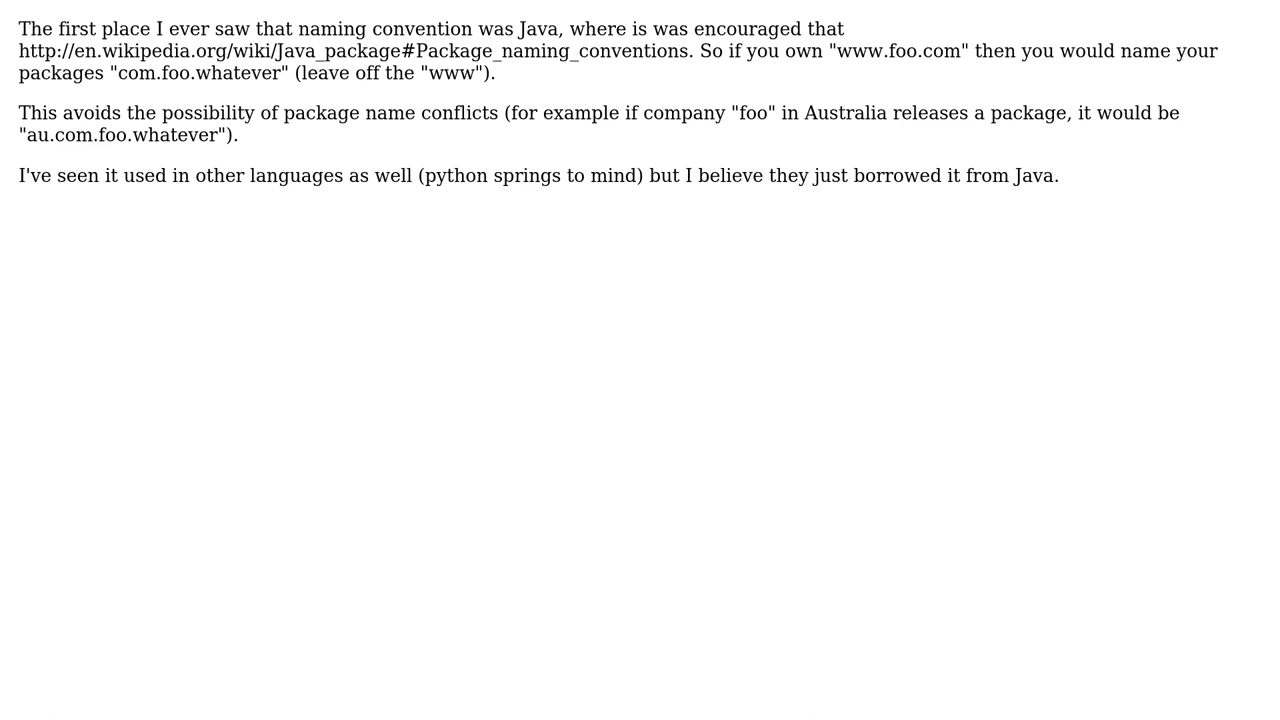 The first place I ever saw that naming convention was Java, where is was encouraged that
http://en.wikipedia.org/wiki/Java_package#Package_naming_conventions. So if you own "www.foo.com" then you would name your
packages "com.foo.whatever" (leave off the "www").
This avoids the possibility of package name conflicts (for example if company "foo" in Australia releases a package, it would be
"au.com.foo.whatever").
I've seen it used in other languages as well (python springs to mind) but I believe they just borrowed it from Java.